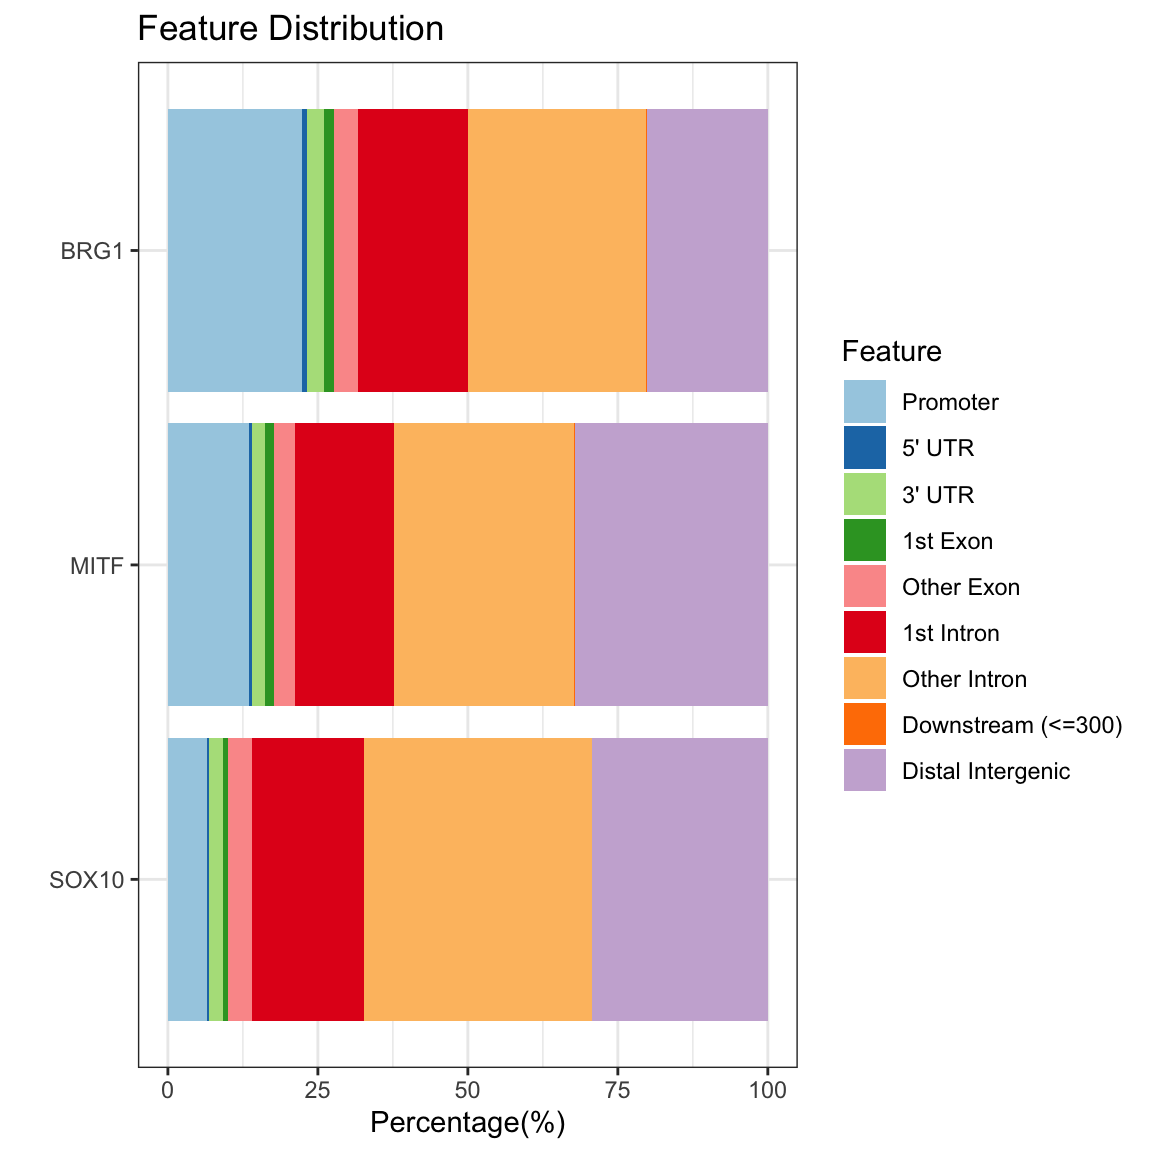 Feature Distribution
BRG1
MITF
SOX10
0 25 50 75 100
Percentage(%)
Feature
Promoter
5' UTR
3' UTR
1st Exon
Other Exon
1st Intron
Other Intron
Downstream (<=300)
Distal Intergenic